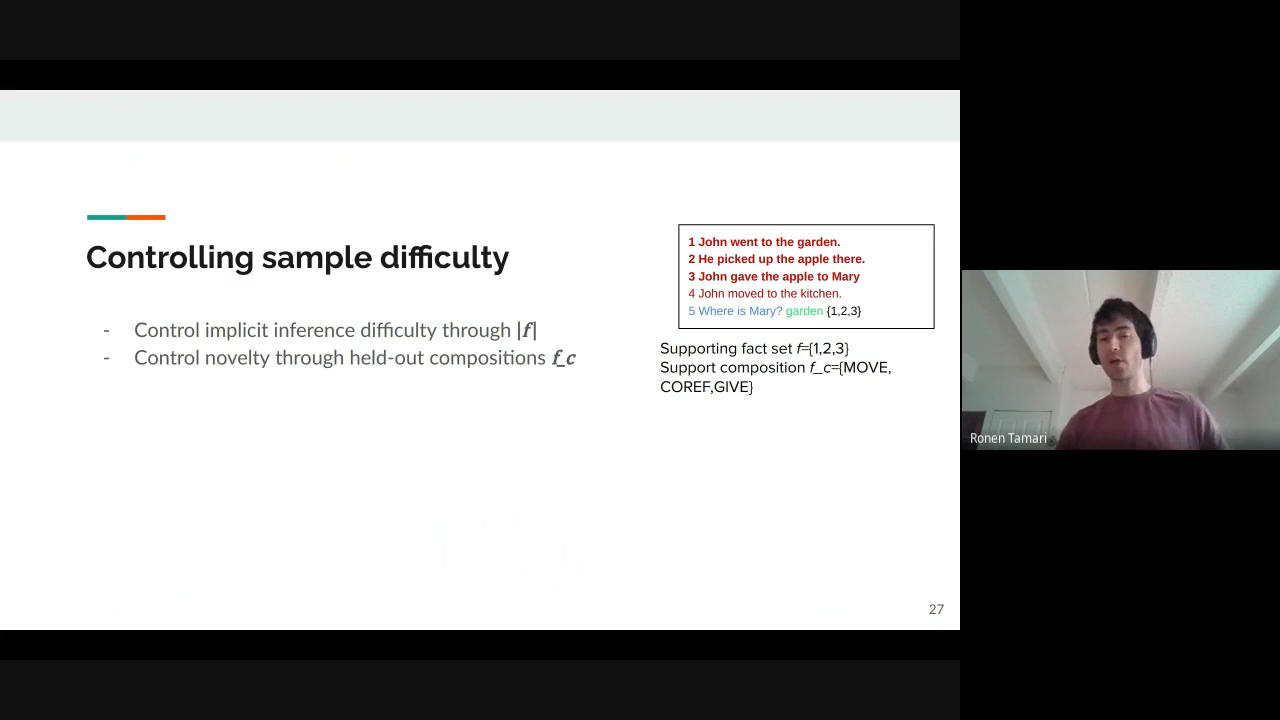 Controlling sample difficulty
- Control implicit inference difficulty through |f|
- Control novelty through held-out compositions f_c
1 John went to the garden.
2 He picked up the apple there.
3 John gave the apple to Mary
4 John moved to the kitchen.
5 Where is Mary? garden {1,2,3}
Supporting fact set f={1,2,3}
Support composition f_c={MOVE,
COREF,GIVE}
27
Ronen Tamari